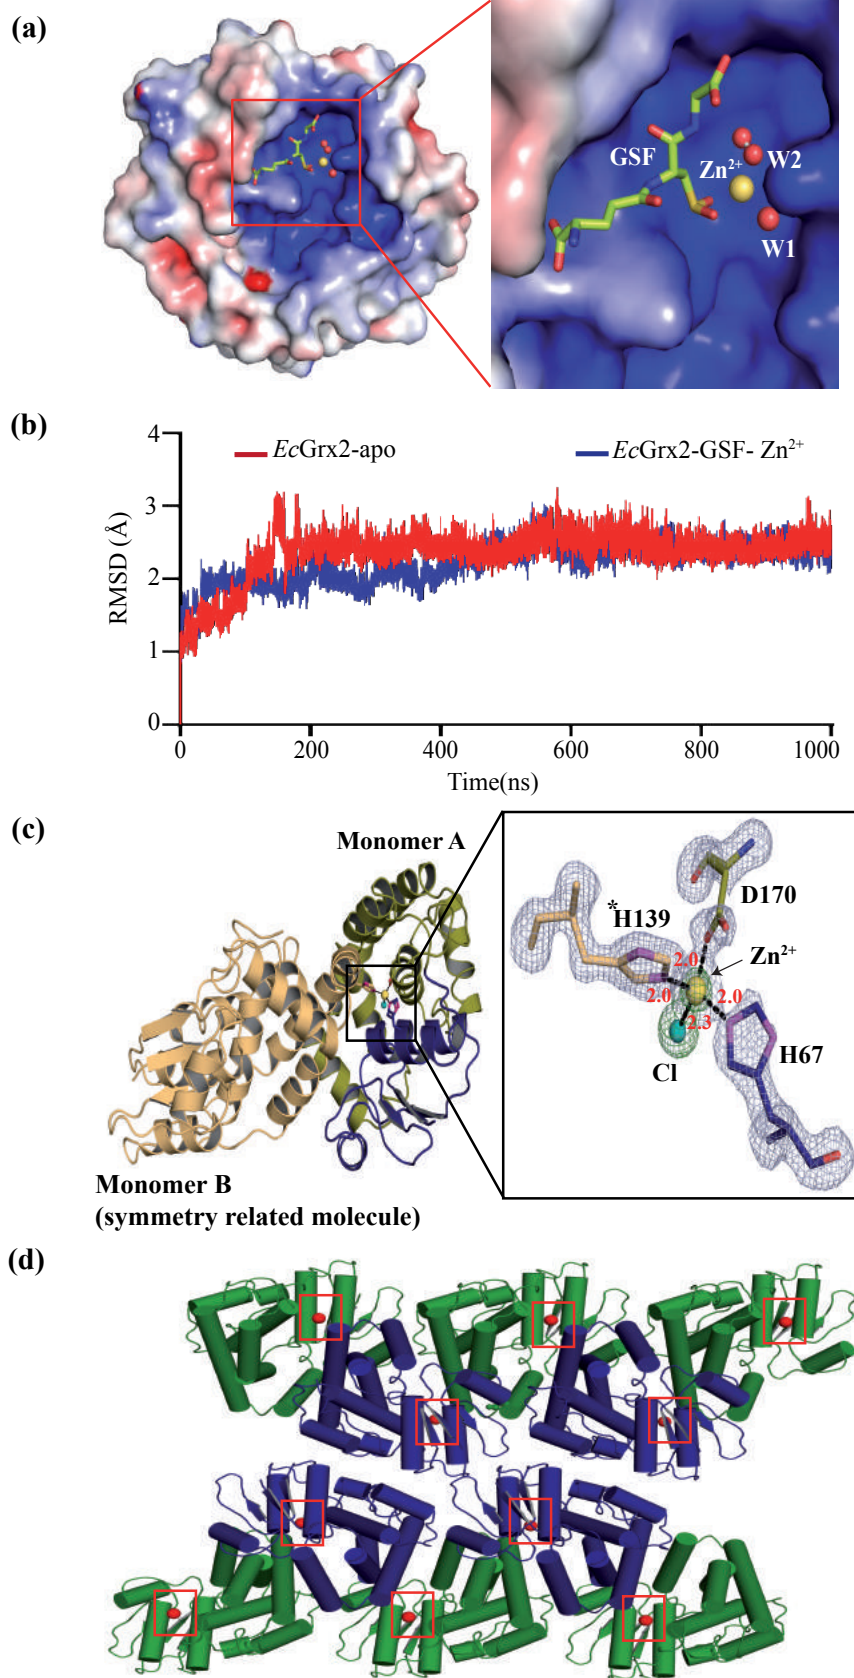 (a)
GSF
Zn2+
W2
W1
(b)
EcGrx2-apo
EcGrx2-GSF- Zn2+
RMSD (Å)
4
3
2
1
0
0 200 400 600 800 1000
Time(ns)
(c)
Monomer A
Monomer B
(symmetry related molecule)
*H139
D170
Zn2+
2.0
2.0
2.0
2.3
Cl
H67
(d)